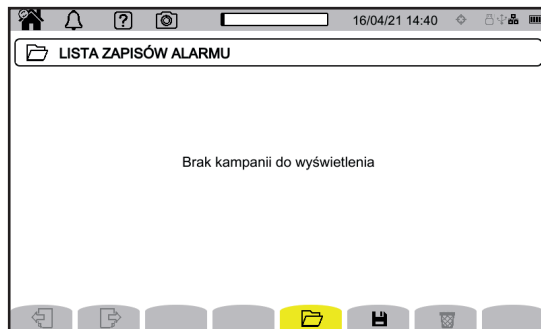 16/04/21 14:40
LISTA ZAPISÓW ALARMU
Brak kampanii do wyświetlenia